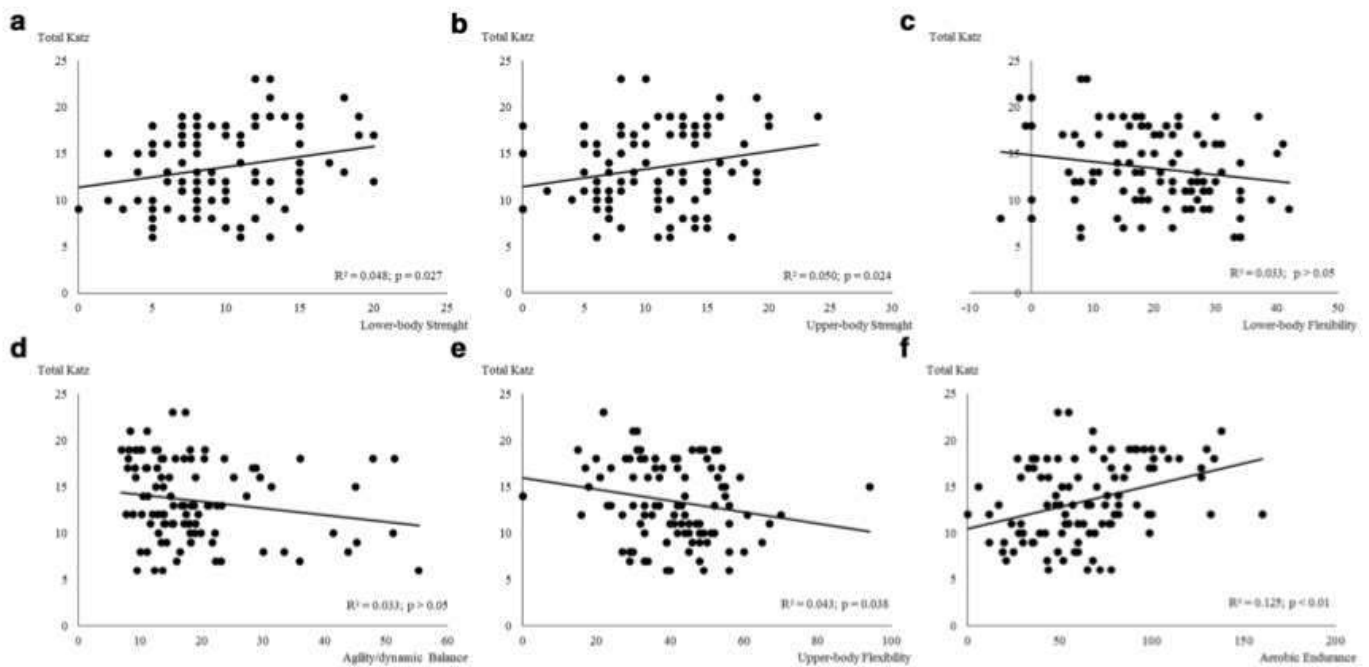 a
Total Katz
25
20
15
10
5
0
0 5 10 15 20 25
Lower-body Strenght
R² = 0.048; p = 0.027
b
Total Katz
25
20
15
10
5
0
0 5 10 15 20 25 30
Upper-body Strenght
R² = 0.050; p = 0.024
c
Total Katz
25
20
15
10
5
0
-10 0 10 20 30 40 50
Lower-body Flexibility
R² = 0.033; p > 0.05
d
Total Katz
25
20
15
10
5
0
0 10 20 30 40 50 60
Agility/dynamic Balance
R² = 0.033; p > 0.05
e
Total Katz
25
20
15
10
5
0
0 20 40 60 80 100
Upper-body Flexibility
R² = 0.043; p = 0.038
f
Total Katz
25
20
15
10
5
0
0 50 100 150 200
Aerobic Endurance
R² = 0.125; p < 0.01